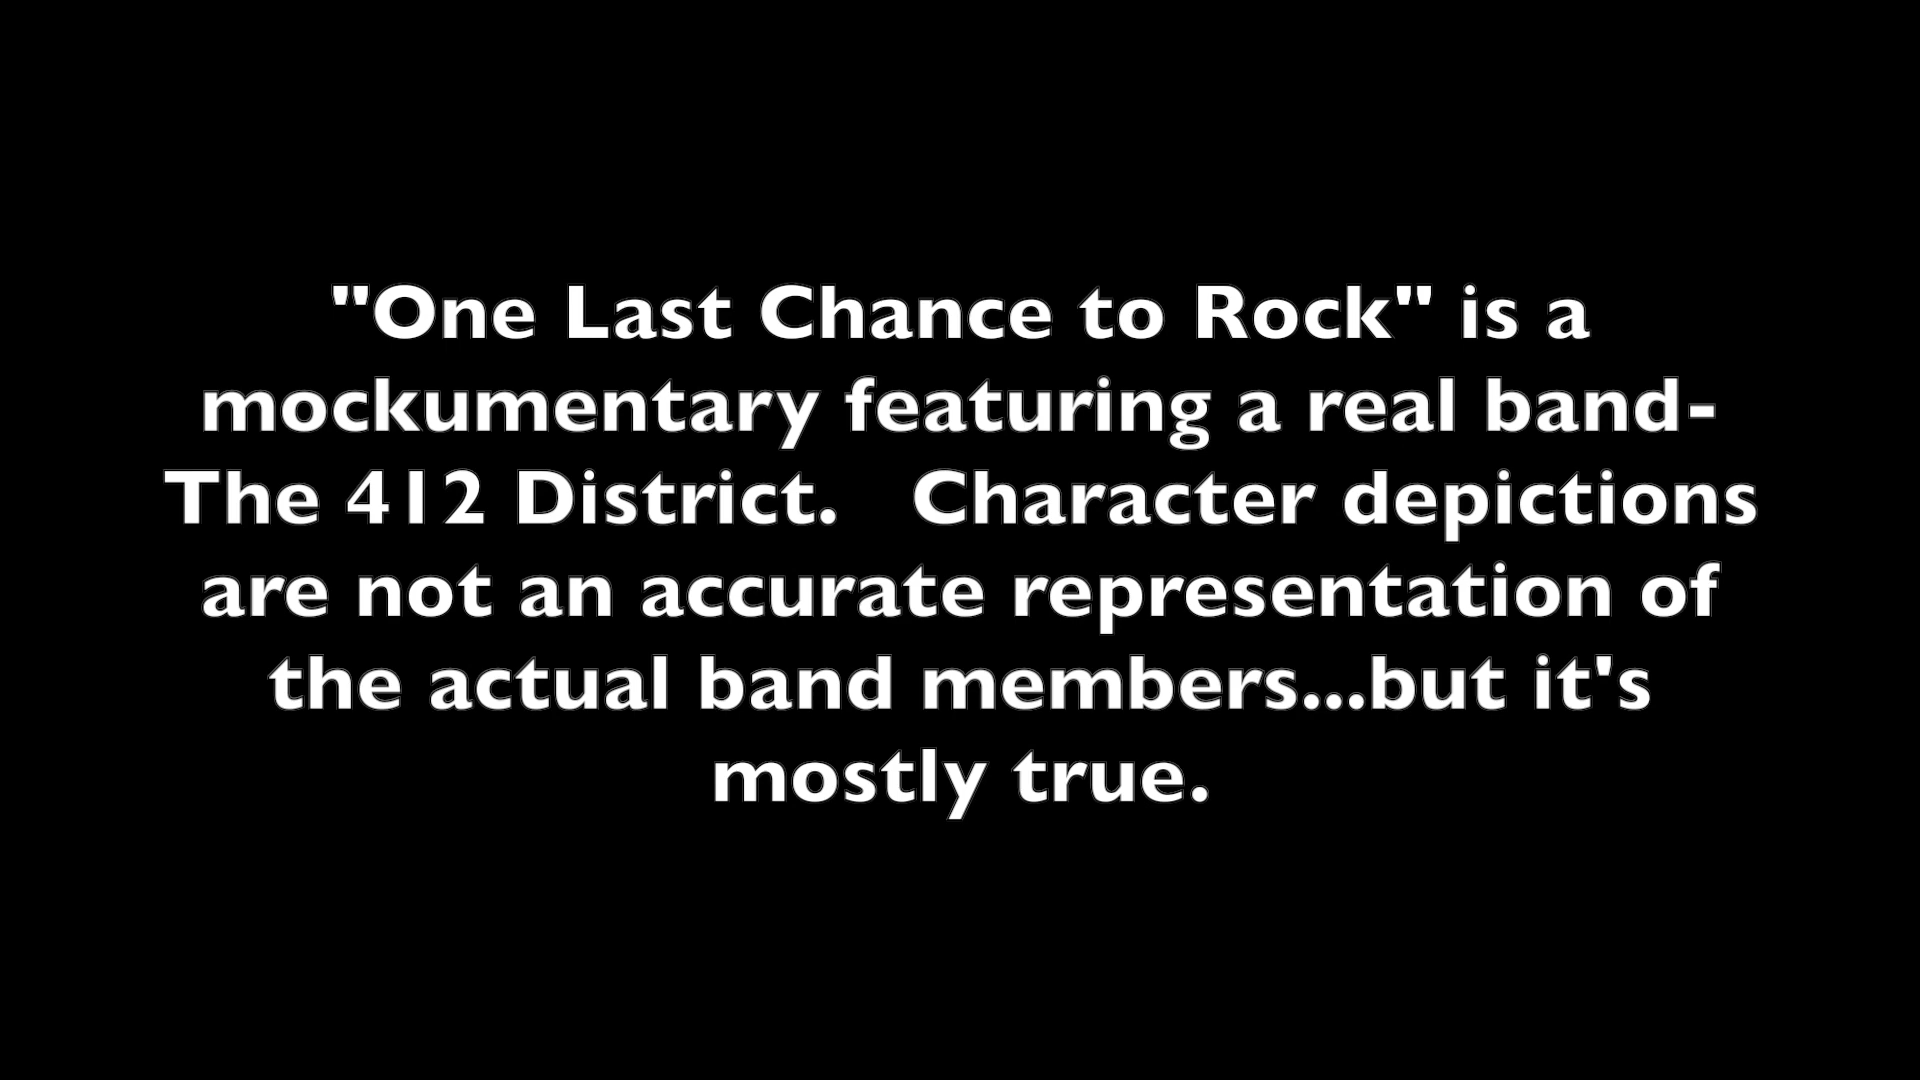 "One Last Chance to Rock" is a
mockumentary featuring a real band-
The 412 District.   Character depictions
are not an accurate representation of
the actual band members...but it's
mostly true.